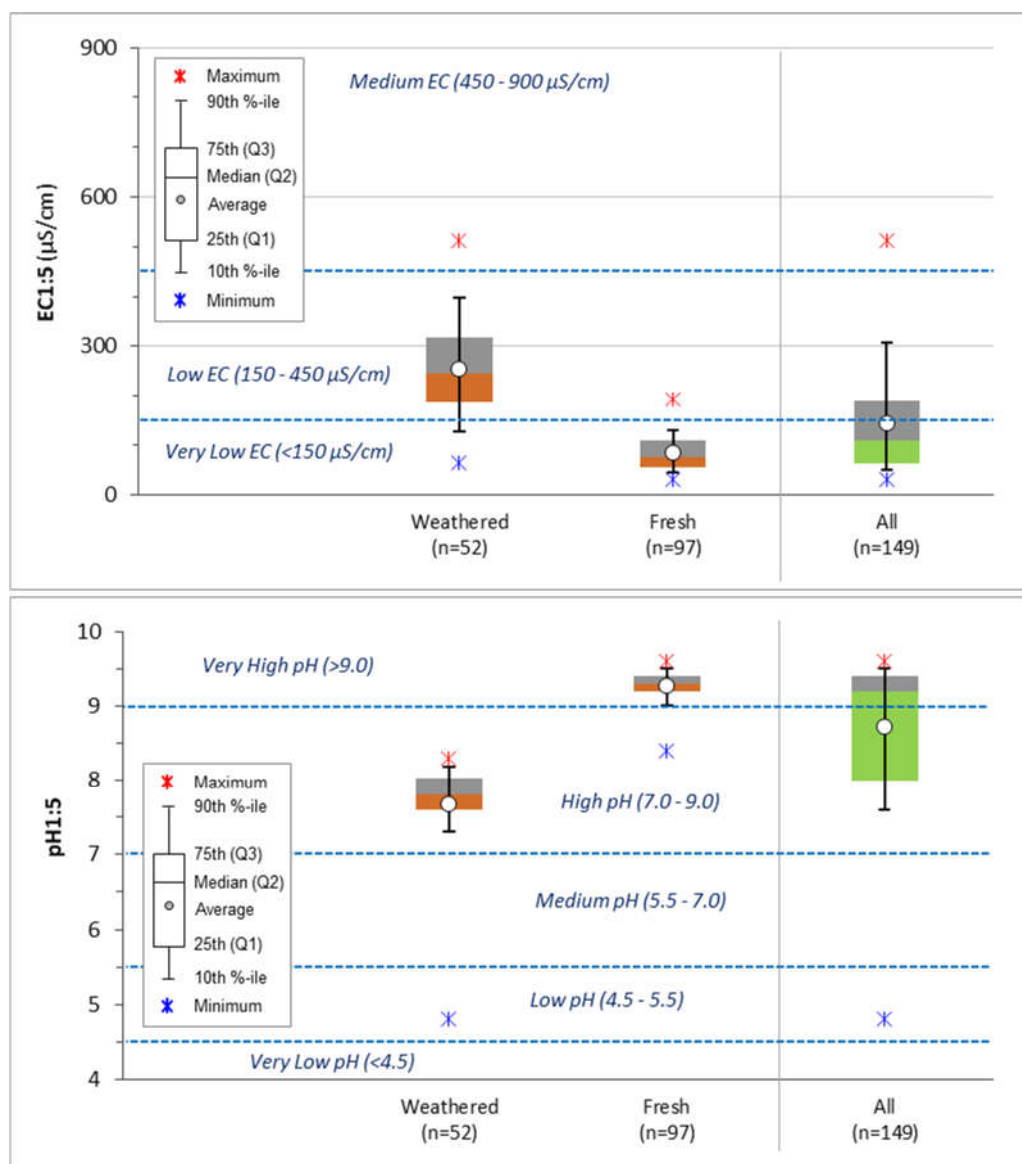 900
Maximum
Medium EC (450 - 900 µS/cm)
90th %-ile
75th (Q3)
600
Median (Q2)
Average
25th (Q1)
10th %-ile
Minimum
EC1:5 (µS/cm)
300
Low EC (150 - 450 µS/cm)
Very Low EC (<150 µS/cm)
0
Weathered
(n=52)
Fresh
(n=97)
All
(n=149)
10
Very High pH (>9.0)
9
8
Maximum
90th %-ile
High pH (7.0 - 9.0)
pH1:5
7
75th (Q3)
Median (Q2)
Medium pH (5.5 - 7.0)
Average
6
25th (Q1)
10th %-ile
Low pH (4.5 - 5.5)
5
Minimum
Very Low pH (<4.5)
4
Weathered
(n=52)
Fresh
(n=97)
All
(n=149)